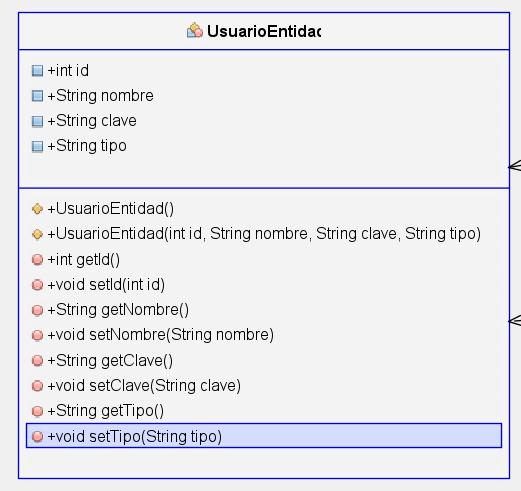 UsuarioEntidad
+int id
+String nombre
+String clave
+String tipo
+UsuarioEntidad()
+UsuarioEntidad(int id, String nombre, String clave, String tipo)
+int getId()
+void setId(int id)
+String getNombre()
+void setNombre(String nombre)
+String getClave()
+void setClave(String clave)
+String getTipo()
+void setTipo(String tipo)